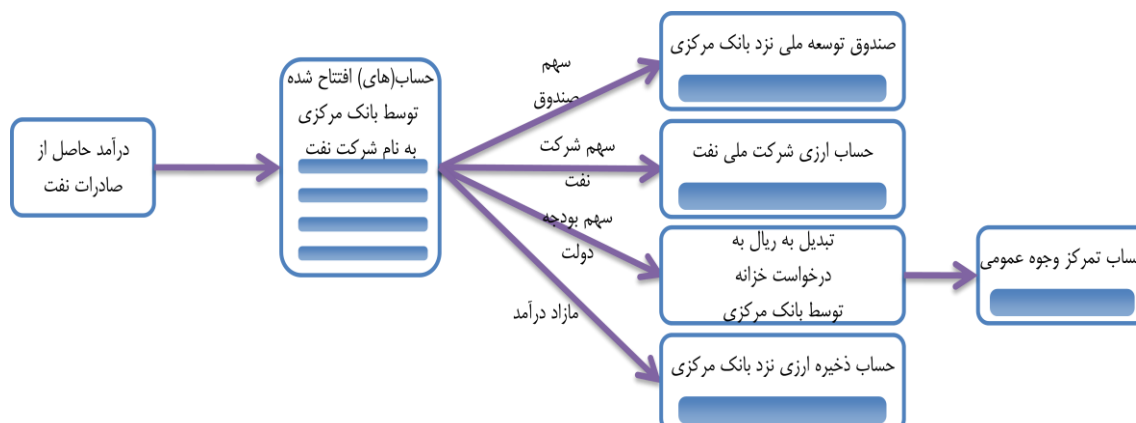 درآمد حاصل از
صادرات نفت
حساب(های) افتتاح شده
توسط بانک مرکزی
به نام شرکت نفت
سهم
صندوق
صندوق توسعه ملی نزد بانک مرکزی
سهم شرکت
نفت
حساب ارزی شرکت ملی نفت
سهم بودجه
دولت
تبدیل به ریال به
درخواست خزانه
توسط بانک مرکزی
ساب تمرکز وجوه عمومی
مازاد درآمد
حساب ذخیره ارزی نزد بانک مرکزی